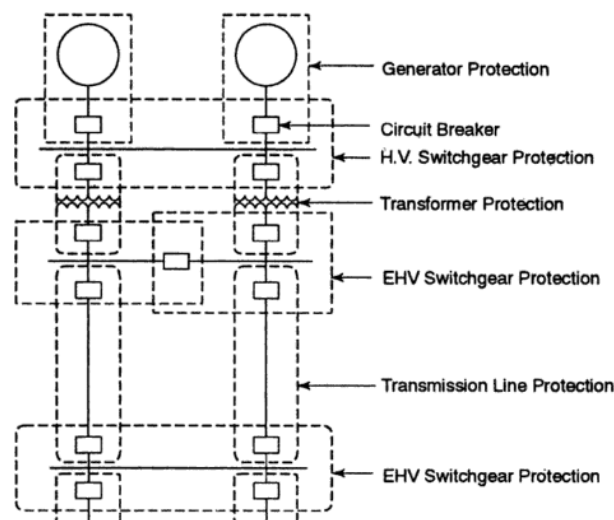 Generator Protection
Circuit Breaker
H.V. Switchgear Protection
Transformer Protection
EHV Switchgear Protection
Transmission Line Protection
EHV Switchgear Protection